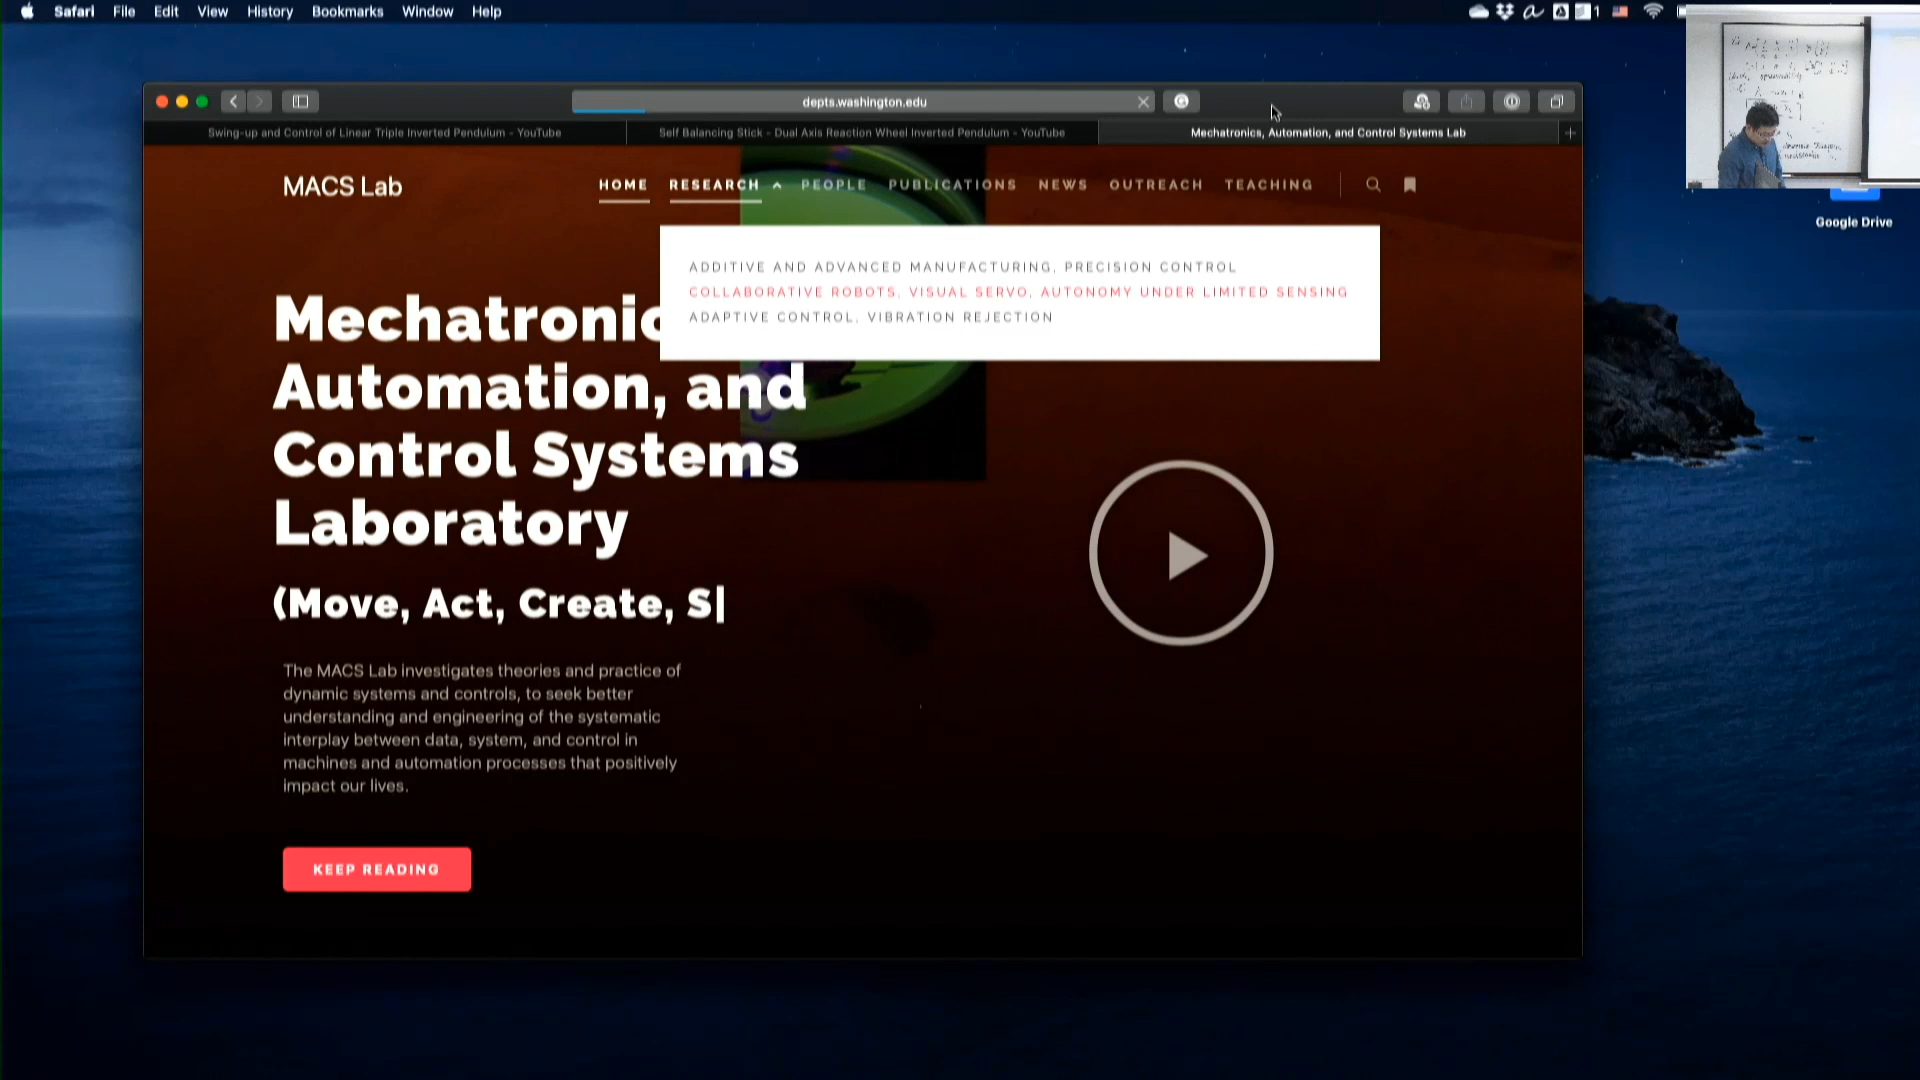 Safari File Edit View History Bookmarks Window Help
1
depts.washington.edu
Swing-up and Control of Linear Triple Inverted Pendulum - YouTube
Self Balancing Stick - Dual Axis Reaction Wheel Inverted Pendulum - YouTube
Mechatronics, Automation, and Control Systems Lab
MACS Lab
HOME RESEARCH PEOPLE PUBLICATIONS NEWS OUTREACH TEACHING
Google Drive
ADDITIVE AND ADVANCED MANUFACTURING, PRECISION CONTROL
COLLABORATIVE ROBOTS, VISUAL SERVO, AUTONOMY UNDER LIMITED SENSING
ADAPTIVE CONTROL, VIBRATION REJECTION
Mechatronic
Automation, and
Control Systems
Laboratory
(Move, Act, Create, S|
The MACS Lab investigates theories and practice of
dynamic systems and controls, to seek better
understanding and engineering of the systematic
interplay between data, system, and control in
machines and automation processes that positively
impact our lives.
KEEP READING